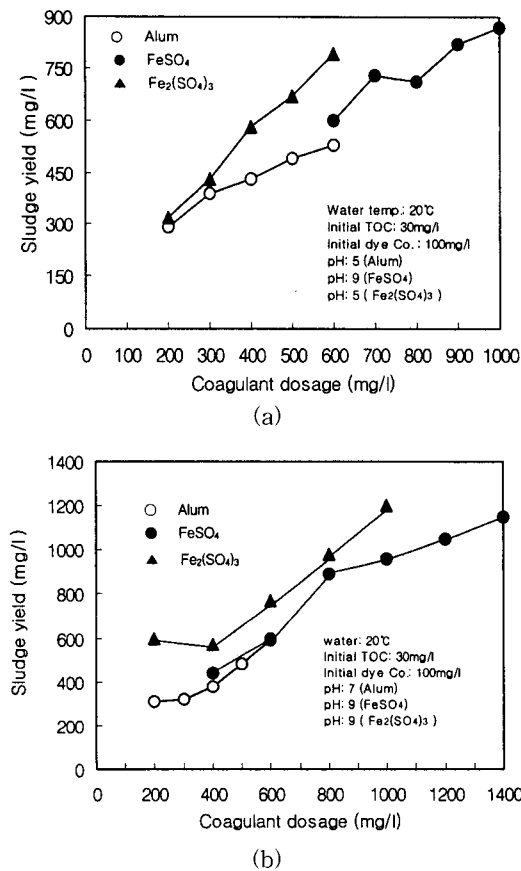 900
750
600
450
300
150
0
Sludge yield (mg/l)
Alum
FeSO₄
Fe₂(SO₄)₃
Water temp.: 20℃
Initial TOC: 30mg/l
Initial dye Co.: 100mg/l
pH: 5 (Alum)
pH: 9 (FeSO₄)
pH: 5 ( Fe₂(SO₄)₃ )
0 100 200 300 400 500 600 700 800 900 1000
Coagulant dosage (mg/l)
(a)
1400
1200
1000
800
600
400
200
0
Sludge yield (mg/l)
Alum
FeSO₄
Fe₂(SO₄)₃
water: 20℃
Initial TOC: 30mg/l
Initial dye Co.: 100mg/l
pH: 7 (Alum)
pH: 9 (FeSO₄)
pH: 9 ( Fe₂(SO₄)₃ )
0 200 400 600 800 1000 1200 1400
Coagulant dosage (mg/l)
(b)